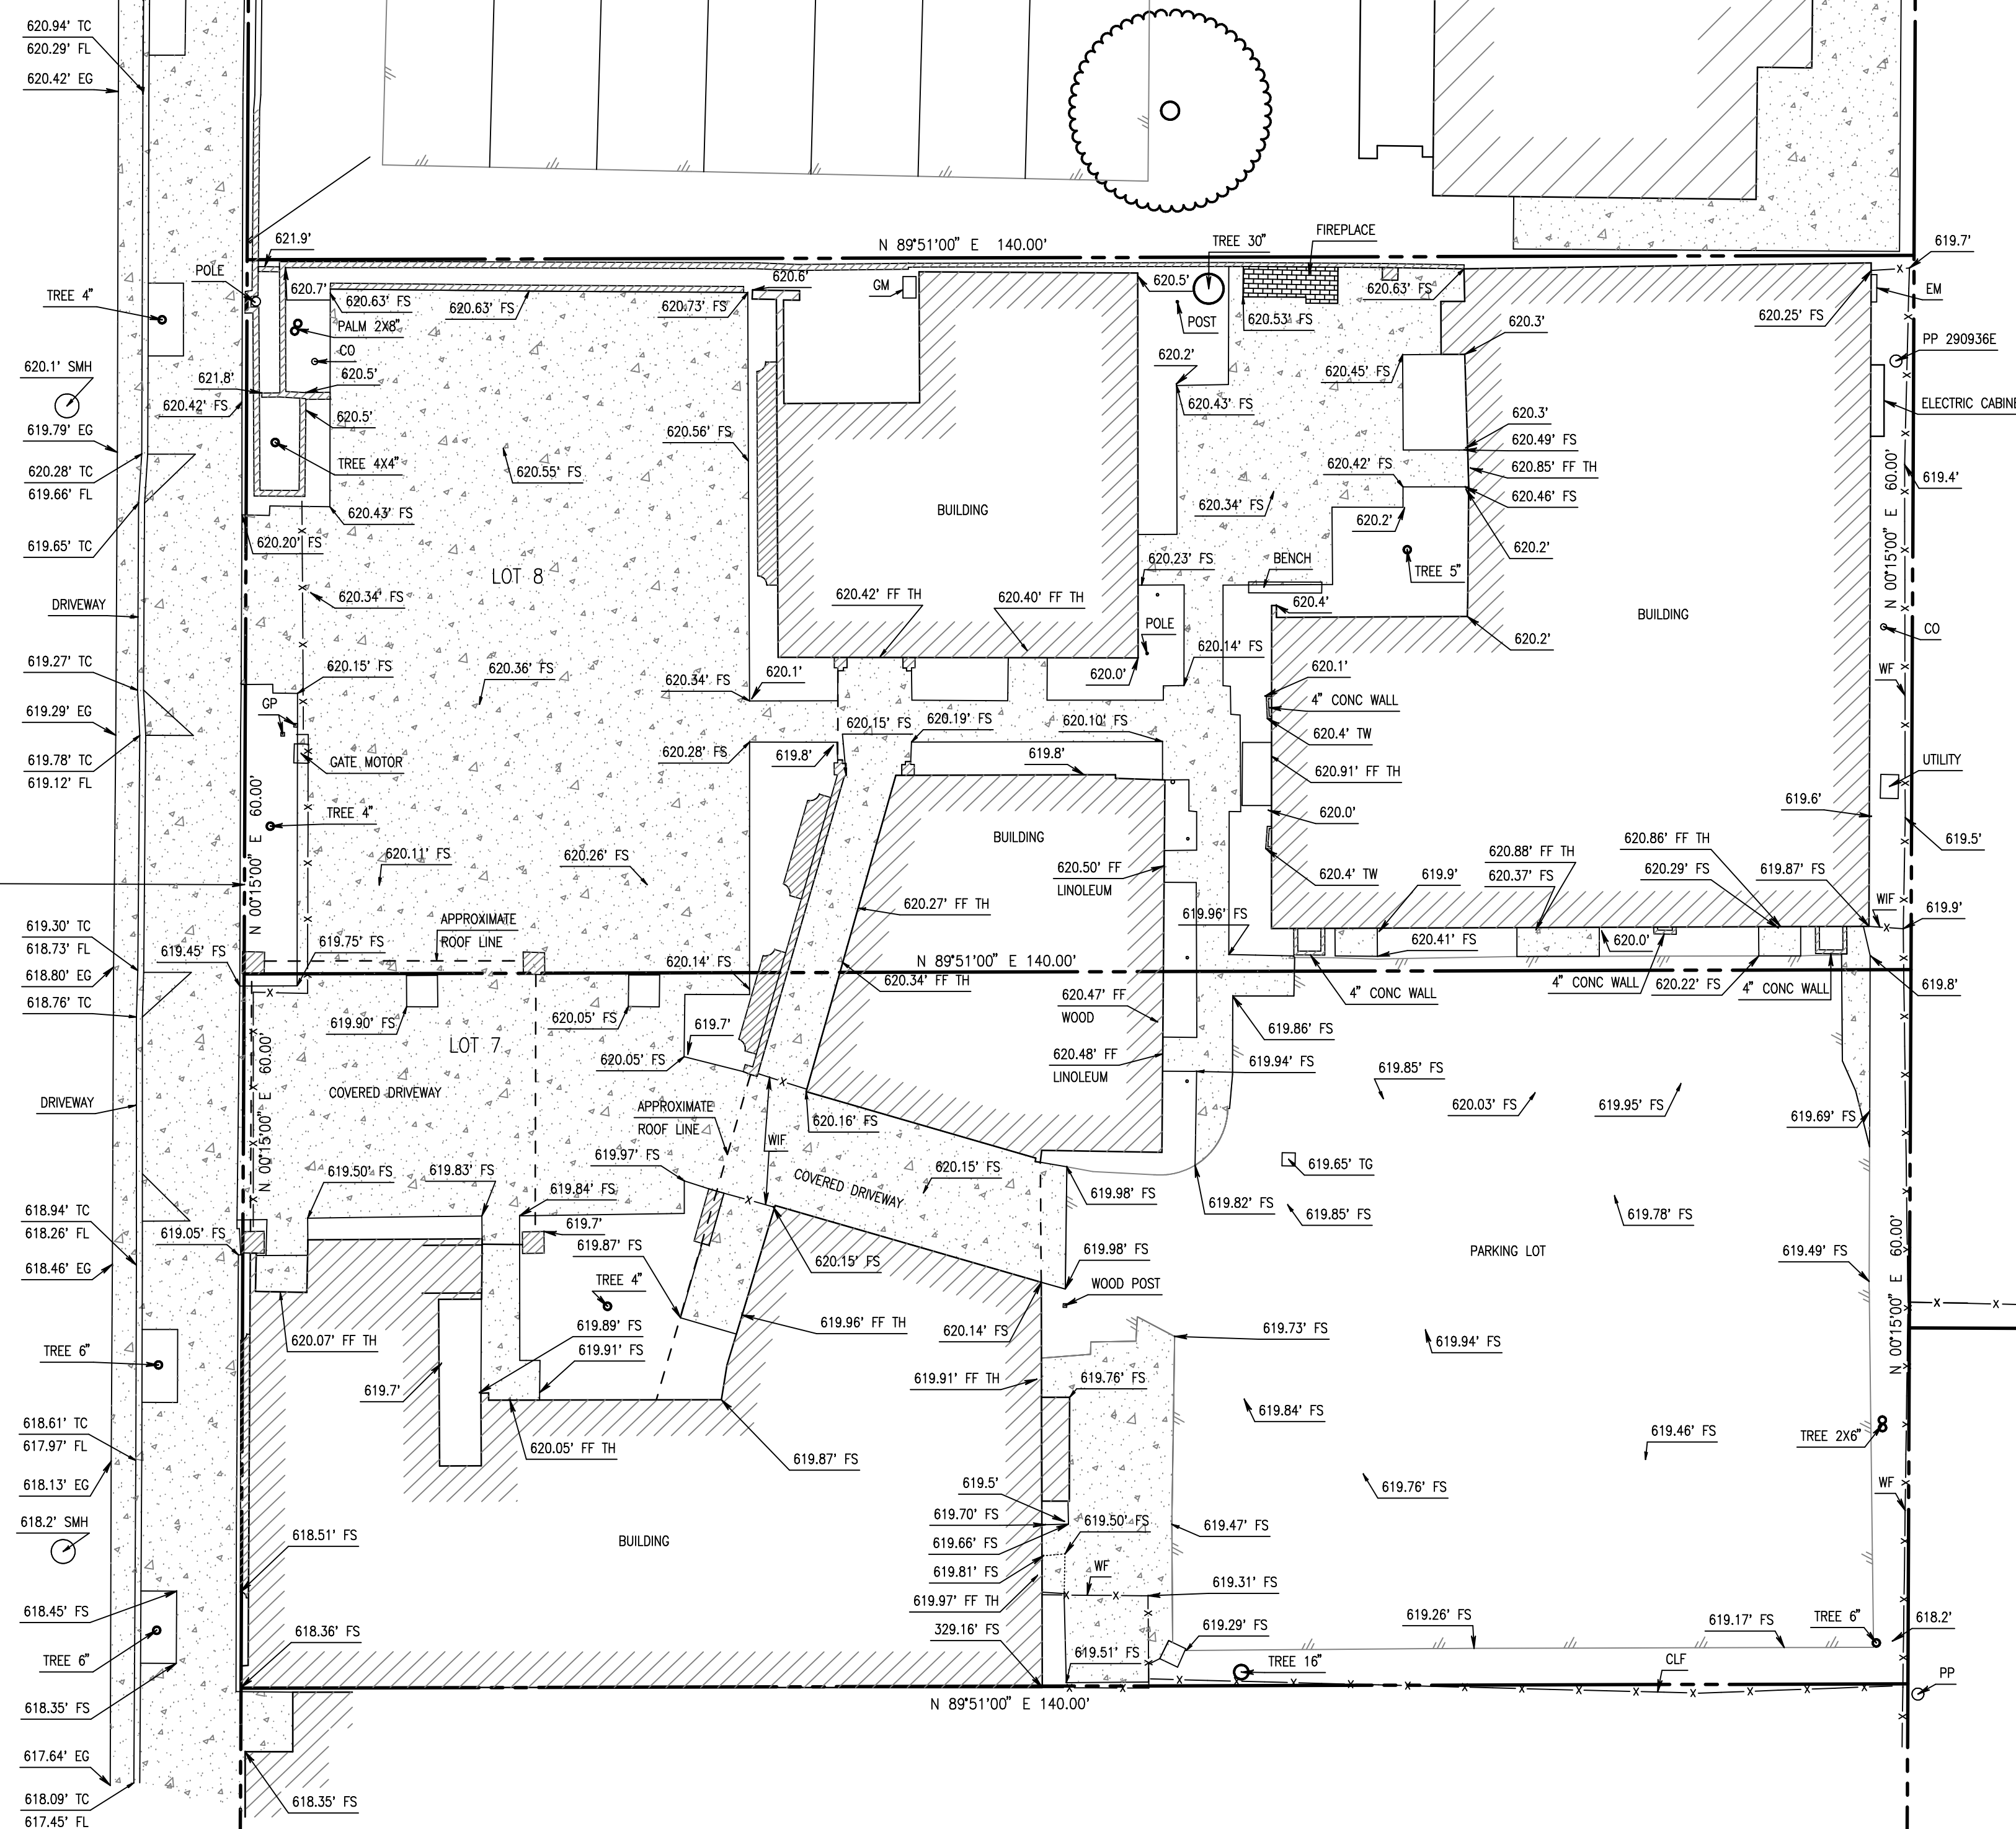 620.94' TC
620.29' FL
620.42' EG
N 89°51'00" E 140.00'
TREE 30"
FIREPLACE
619.7'
621.9'
POLE
TREE 4"
620.7'
620.63' FS
620.63' FS
620.73' FS
620.6'
GM
620.5'
POST
620.53' FS
620.63' FS
620.3'
620.25' FS
EM
PALM 2X8"
CO
620.1' SMH
621.8'
620.5'
620.42' FS
620.5'
620.2'
620.43' FS
620.45' FS
PP 290936E
619.79' EG
620.28' TC
619.66' FL
TREE 4X4"
620.56' FS
620.55' FS
620.3'
620.49' FS
620.42' FS
620.85' FF TH
620.46' FS
620.34' FS
620.2'
619.4'
N 00°15'00" E 60.00'
619.65' TC
620.43' FS
620.20' FS
BUILDING
620.2'
LOT 8
620.23' FS
BENCH
TREE 5"
DRIVEWAY
620.34' FS
620.42' FF TH
620.40' FF TH
620.4'
BUILDING
POLE
620.14' FS
620.2'
CO
619.27' TC
620.15' FS
620.36' FS
620.34' FS
620.1'
620.0'
620.1'
WF
619.29' EG
GP
4" CONC WALL
620.15' FS
620.19' FS
620.10' FS
620.4' TW
619.78' TC
619.12' FL
GATE MOTOR
620.28' FS
619.8'
619.8'
620.91' FF TH
UTILITY
N 00°15'00" E 60.00'
TREE 4"
BUILDING
620.0'
619.6'
619.5'
620.11' FS
620.26' FS
620.50' FF
LINOLEUM
620.4' TW
619.9'
620.88' FF TH
620.37' FS
620.86' FF TH
620.29' FS
619.87' FS
619.30' TC
618.73' FL
618.80' EG
618.76' TC
619.45' FS
619.75' FS
APPROXIMATE
ROOF LINE
620.27' FF TH
619.96' FS
WIF
619.9'
620.14' FS
620.34' FF TH
N 89°51'00" E 140.00'
620.41' FS
620.0'
4" CONC WALL
4" CONC WALL
620.22' FS
4" CONC WALL
619.8'
619.90' FS
620.05' FS
619.7'
620.47' FF
WOOD
619.86' FS
LOT 7
N 00°15'00" E 60.00'
620.05' FS
620.48' FF
LINOLEUM
619.94' FS
COVERED DRIVEWAY
DRIVEWAY
619.85' FS
620.03' FS
619.95' FS
619.69' FS
APPROXIMATE
ROOF LINE
620.16' FS
WIF
619.97' FS
619.50' FS
619.83' FS
620.15' FS
COVERED DRIVEWAY
619.65' TG
619.84' FS
619.98' FS
619.82' FS
619.85' FS
619.78' FS
618.94' TC
618.26' FL
618.46' EG
619.05' FS
619.7'
619.87' FS
620.15' FS
619.98' FS
PARKING LOT
619.49' FS
TREE 4"
WOOD POST
N 00°15'00" E 60.00'
620.07' FF TH
619.89' FS
619.91' FS
619.96' FF TH
620.14' FS
619.73' FS
619.94' FS
TREE 6"
619.7'
619.91' FF TH
619.76' FS
619.84' FS
618.61' TC
617.97' FL
618.13' EG
620.05' FF TH
619.87' FS
619.46' FS
TREE 2X6"
619.76' FS
WF
618.2' SMH
619.5'
619.70' FS
619.50' FS
619.66' FS
619.47' FS
618.51' FS
BUILDING
619.81' FS
619.97' FF TH
WF
619.31' FS
618.45' FS
TREE 6"
618.35' FS
618.36' FS
329.16' FS
619.51' FS
619.29' FS
619.26' FS
619.17' FS
TREE 6"
618.2'
TREE 16"
CLF
PP
N 89°51'00" E 140.00'
617.64' EG
618.09' TC
617.45' FL
618.35' FS